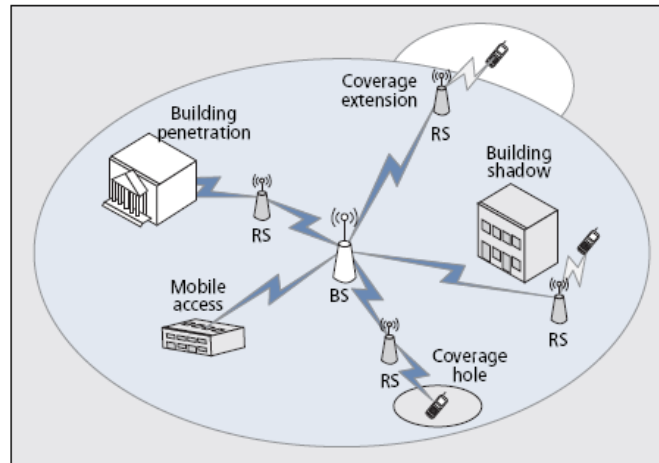 Coverage
extension
RS
Building
penetration
RS
Building
shadow
BS
RS
Mobile
access
RS
Coverage
hole